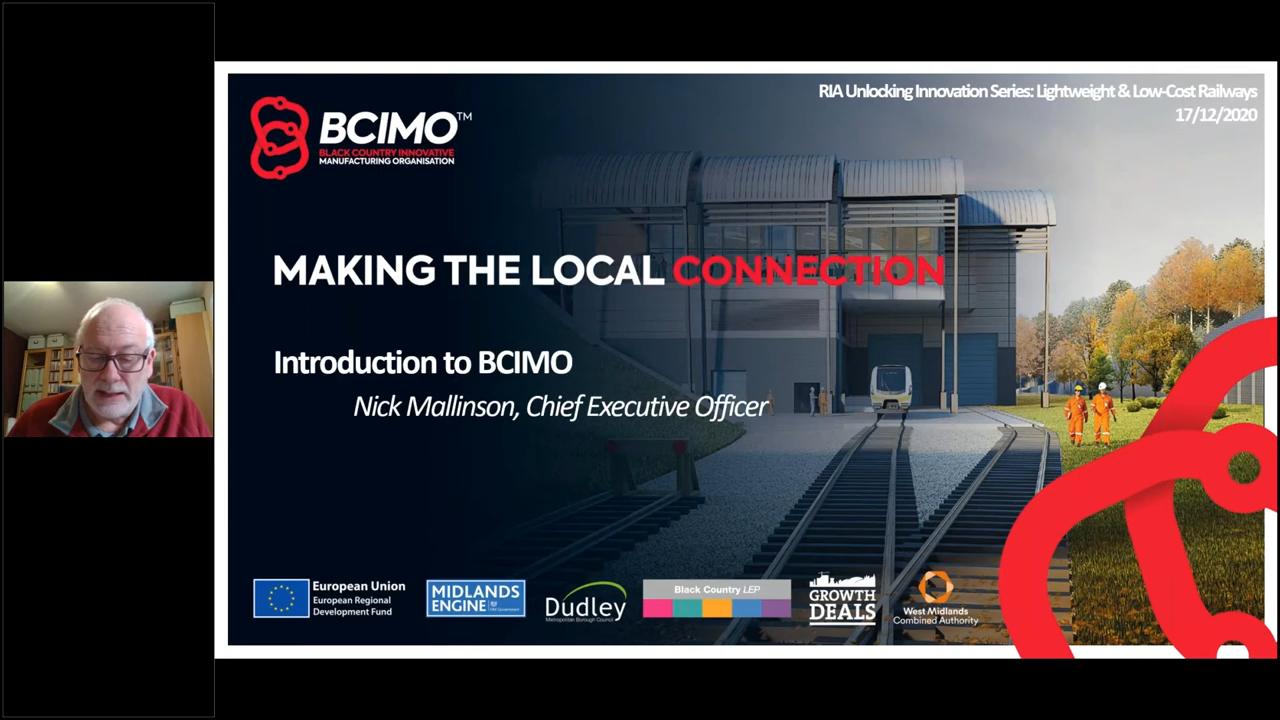 RIA Unlocking Innovation Series: Lightweight & Low-Cost Railways
17/12/2020
BCIMO™
BLACK COUNTRY INNOVATIVE
MANUFACTURING ORGANISATION
MAKING THE LOCAL CONNECTION
Introduction to BCIMO
Nick Mallinson, Chief Executive Officer
European Union
European Regional
Development Fund
MIDLANDS
ENGINE
HM Government
Dudley
Metropolitan Borough Council
Black Country LEP
GROWTH
DEALS
West Midlands
Combined Authority